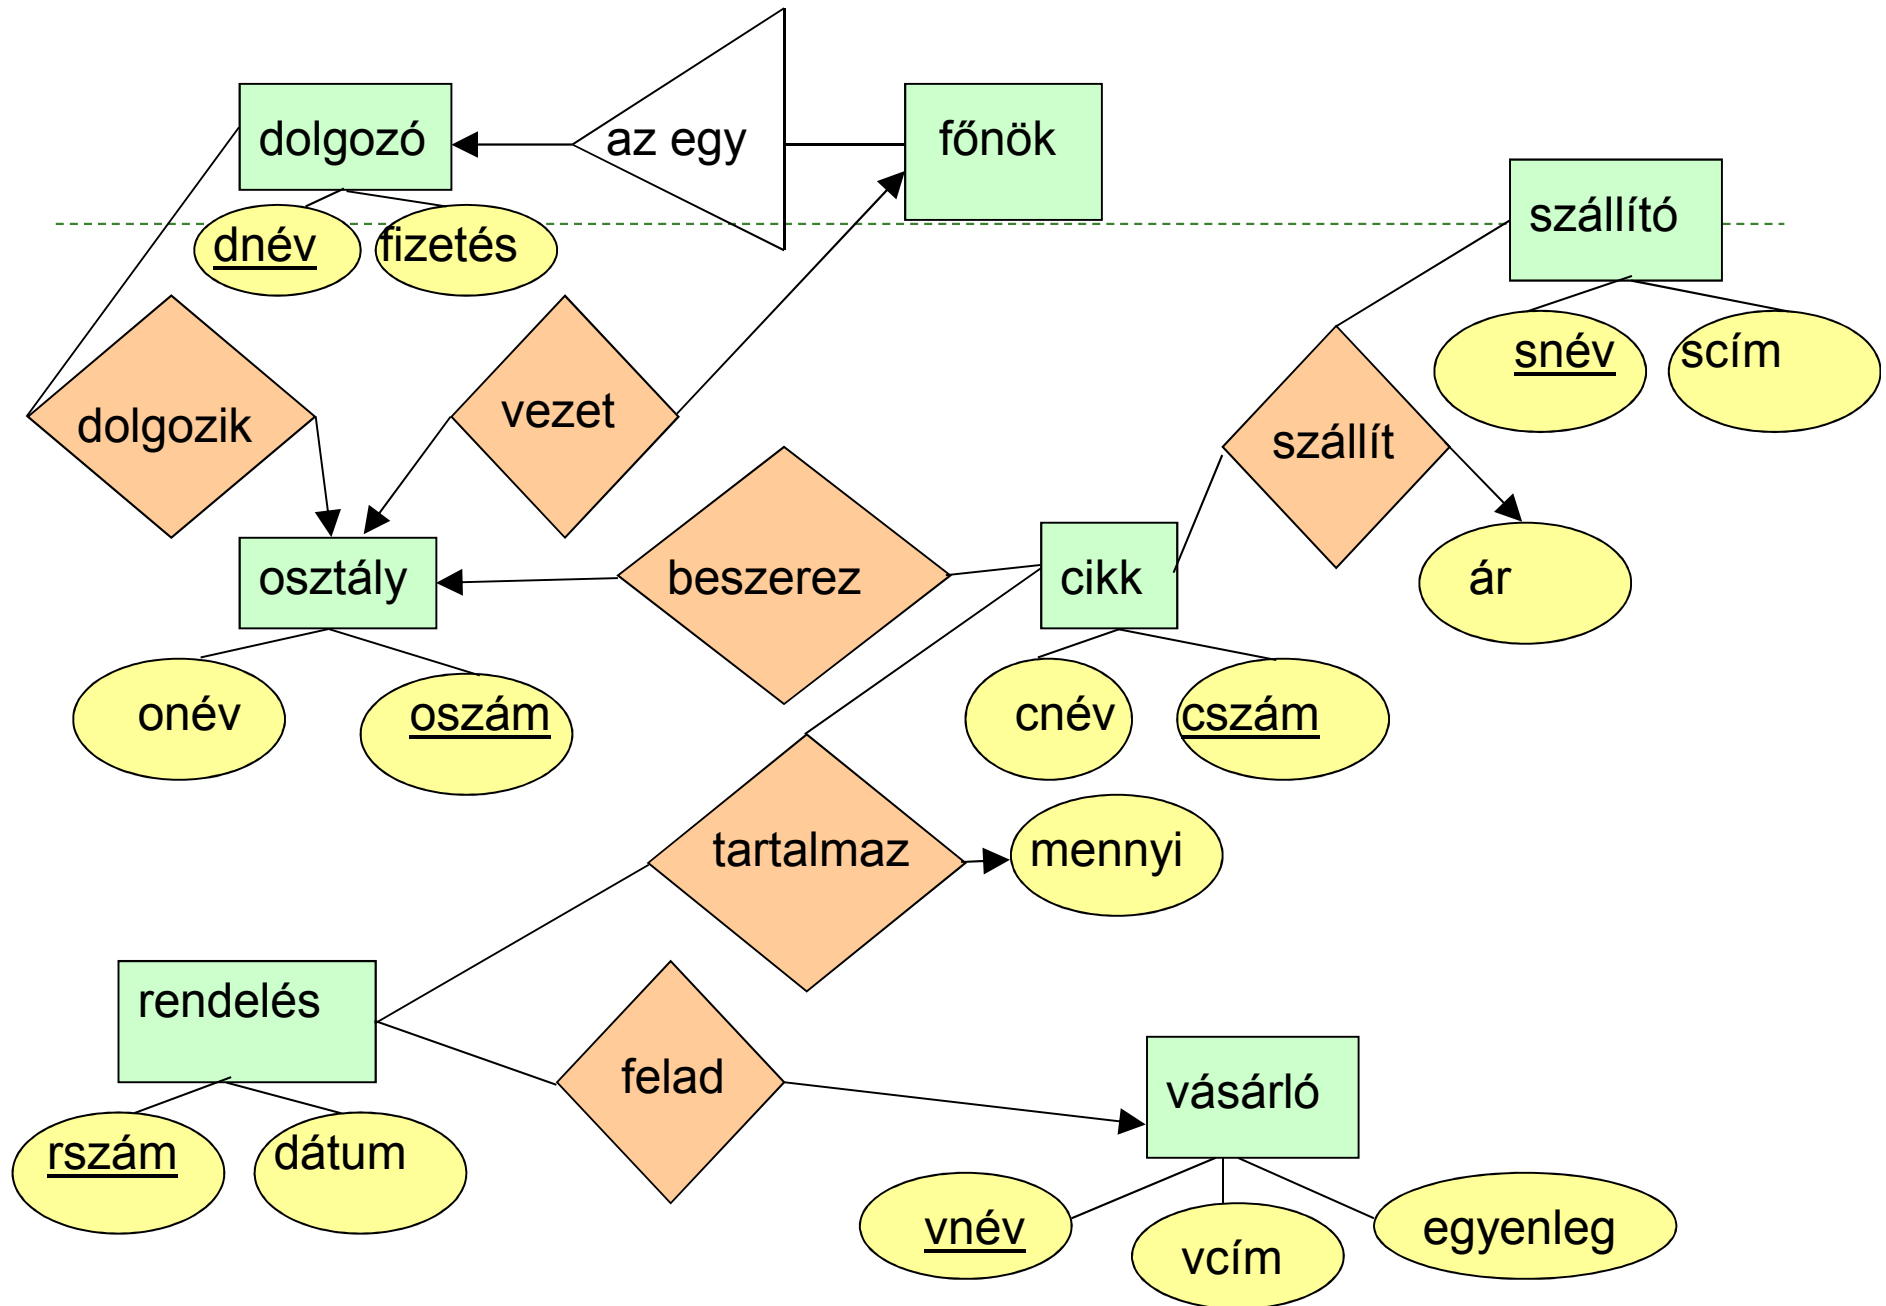 dolgozó
az egy
főnök
szállító
dnév
fizetés
snév
scím
dolgozik
vezet
szállít
osztály
beszerez
cikk
ár
onév
oszám
cnév
cszám
tartalmaz
mennyi
rendelés
felad
vásárló
rszám
dátum
vnév
vcím
egyenleg